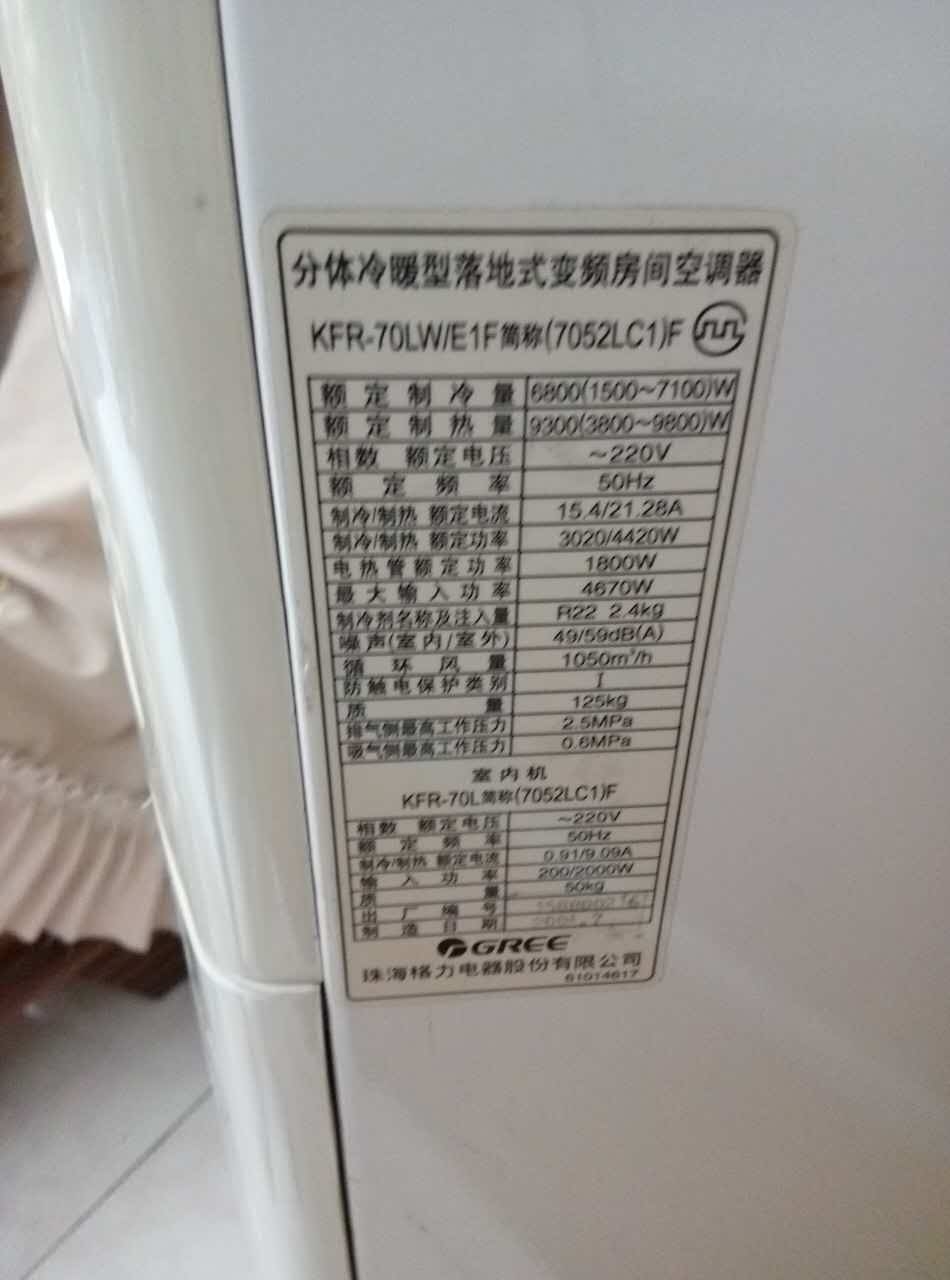 分体冷暖型落地式变频房间空调器
KFR-70LW/E1F简称(7052LC1)F
额定制冷量 6800(1500~7100)W
额定制热量 9300(3800~9800)W
相数 额定电压 ~220V
额定频率 50Hz
制冷/制热 额定电流 15.4/21.28A
制冷/制热 额定功率 3020/4420W
电热管额定功率 1800W
最大输入功率 4670W
制冷剂名称及注入量 R22 2.4kg
噪声(室内/室外) 49/59dB(A)
循环风量 1050m³/h
防触电保护类别 I
质量 125kg
排气侧最高工作压力 2.5MPa
吸气侧最高工作压力 0.6MPa
室内机
KFR-70L简称(7052LC1)F
相数 额定电压 ~220V
额定频率 50Hz
制冷/制热 额定电流 0.91/9.09A
输入功率 200/2000W
质量 50kg
出厂编号
制造日期
GREE
珠海格力电器股份有限公司
61014617